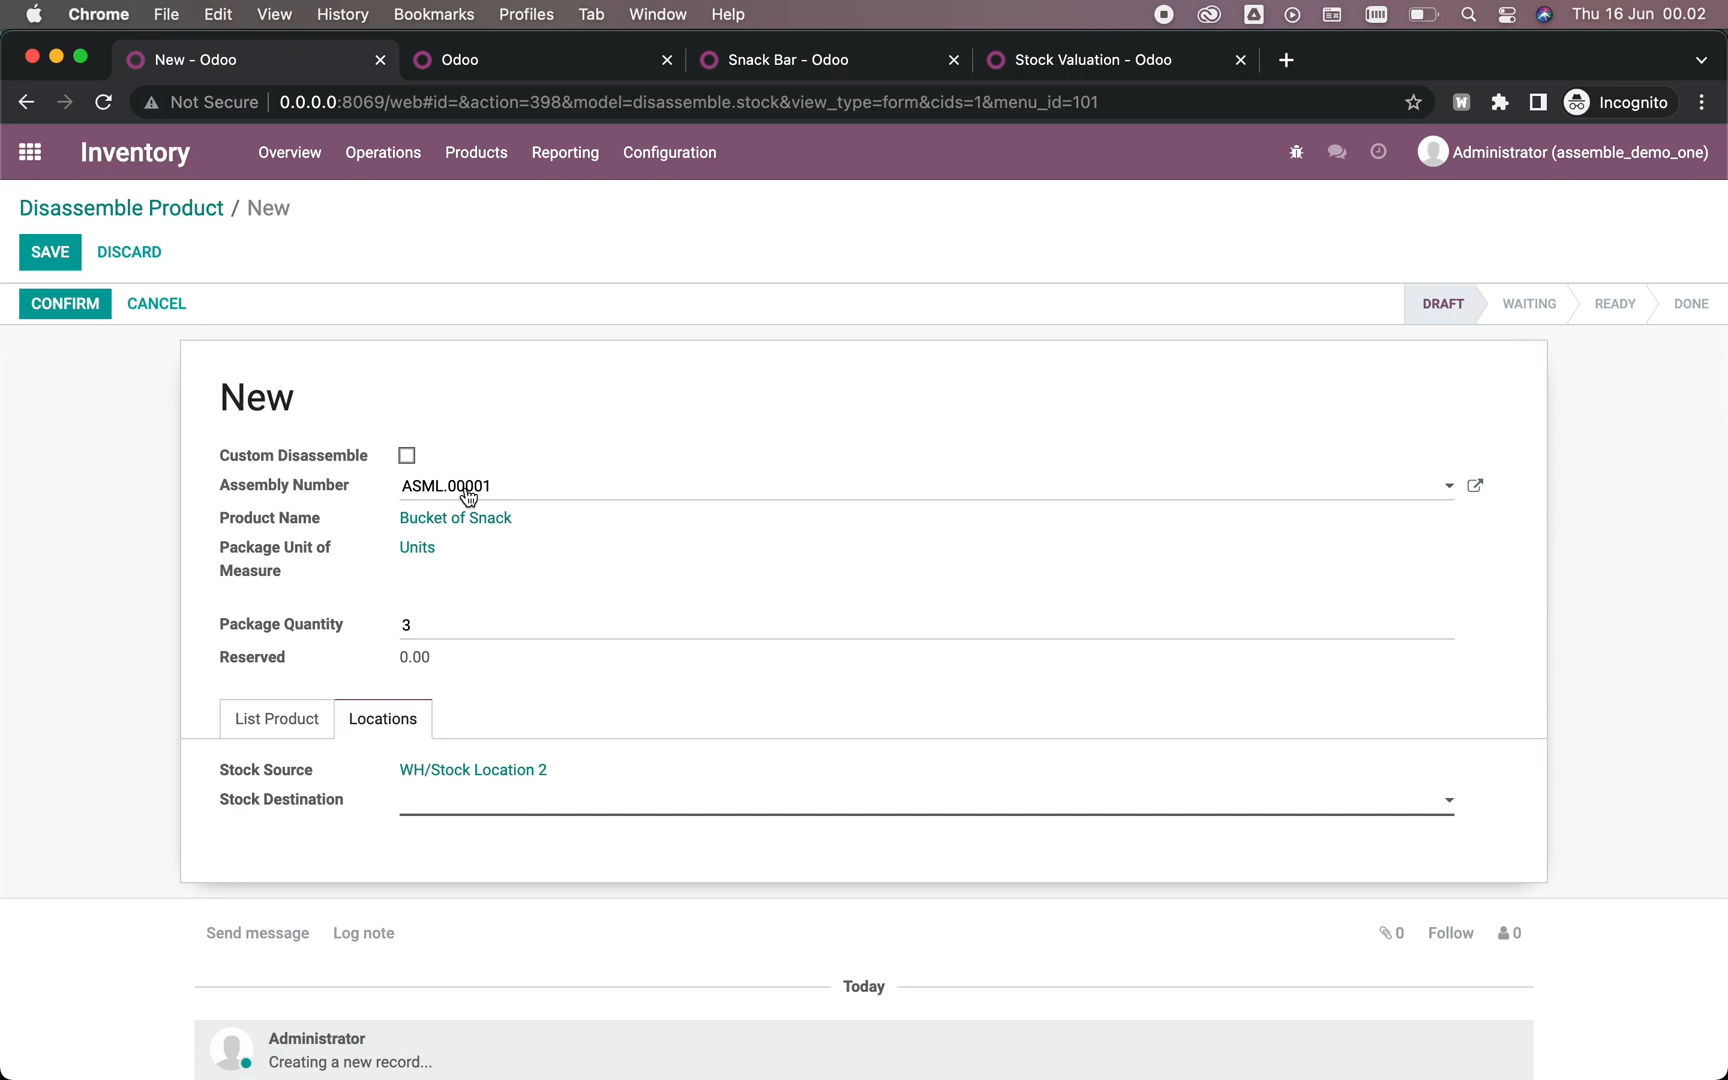 Chrome File Edit View History Bookmarks Profiles Tab Window Help Thu 16 Jun 00.02
New - Odoo Odoo Snack Bar - Odoo Stock Valuation - Odoo
Not Secure 0.0.0.0:8069/web#id=&action=398&model=disassemble.stock&view_type=form&cids=1&menu_id=101 Incognito
Inventory Overview Operations Products Reporting Configuration Administrator (assemble_demo_one)
Disassemble Product / New
SAVE DISCARD
CONFIRM CANCEL DRAFT WAITING READY DONE
New
Custom Disassemble
Assembly Number ASML.00001
Product Name Bucket of Snack
Package Unit of Units
Measure
Package Quantity 3
Reserved 0.00
List Product Locations
Stock Source WH/Stock Location 2
Stock Destination
Send message Log note 0 Follow 0
Today
Administrator
Creating a new record...